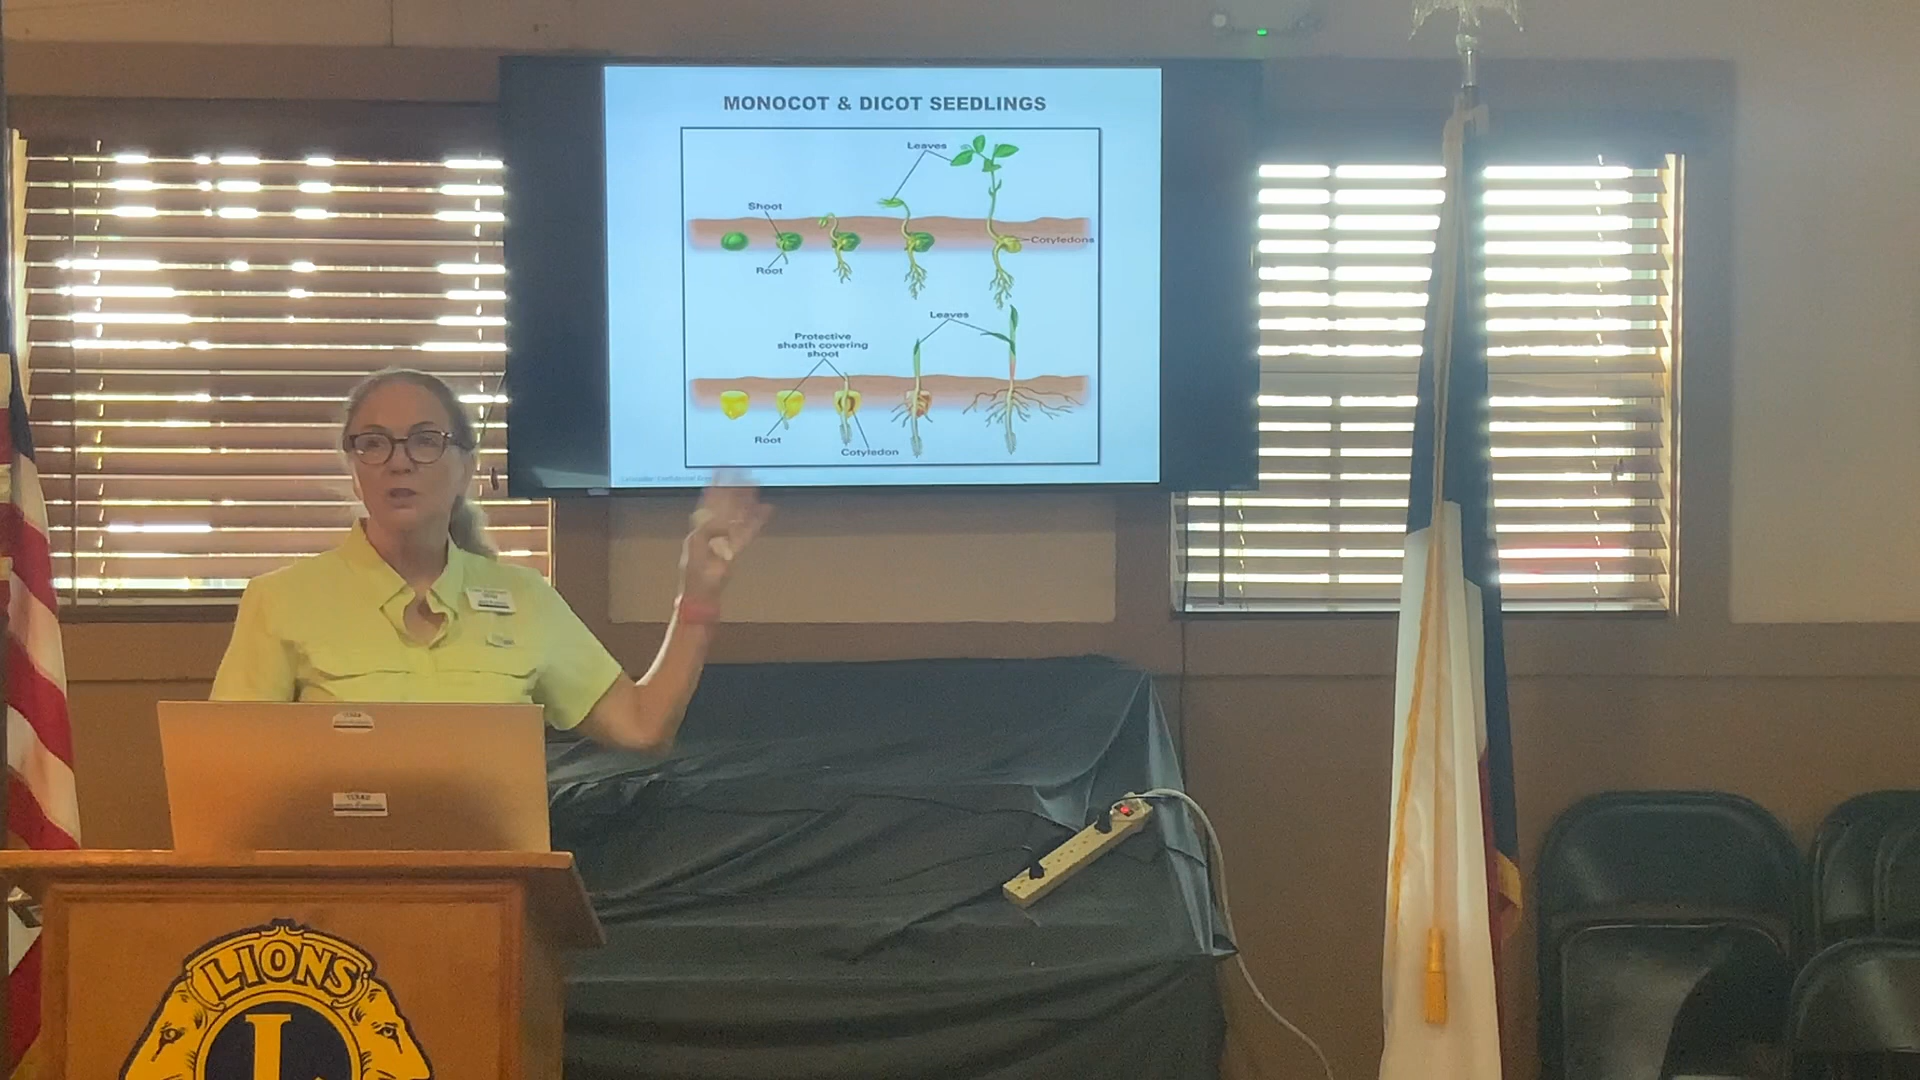 MONOCOT & DICOT SEEDLINGS
Leaves
Shoot
Cotyledons
Root
Leaves
Protective
sheath covering
shoot
Root
Cotyledon
LIONS
L